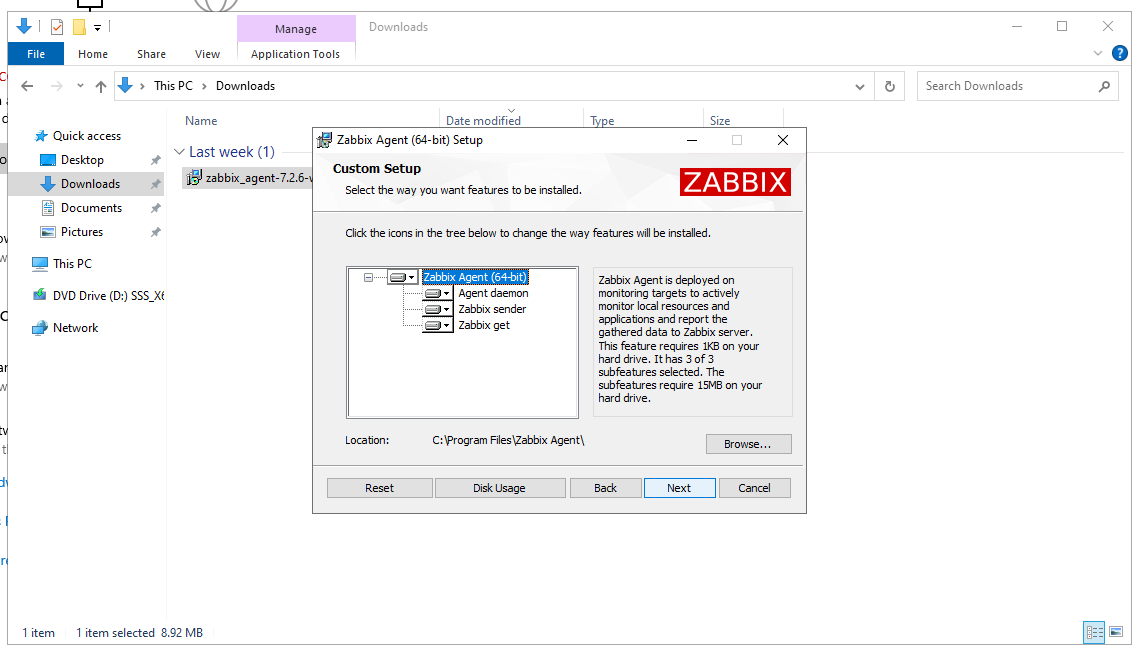 Manage
Downloads
File
Home
Share
View
Application Tools
This PC
Downloads
Search Downloads
Quick access
Desktop
Downloads
Documents
Pictures
This PC
DVD Drive (D:) SSS_X6
Network
Name
Date modified
Type
Size
Last week (1)
zabbix_agent-7.2.6-w
Zabbix Agent (64-bit) Setup
Custom Setup
Select the way you want features to be installed.
ZABBIX
Click the icons in the tree below to change the way features will be installed.
Zabbix Agent (64-bit)
Agent daemon
Zabbix sender
Zabbix get
Zabbix Agent is deployed on
monitoring targets to actively
monitor local resources and
applications and report the
gathered data to Zabbix server.
This feature requires 1KB on your
hard drive. It has 3 of 3
subfeatures selected. The
subfeatures require 15MB on your
hard drive.
Location:
C:\Program Files\Zabbix Agent\
Browse...
Reset
Disk Usage
Back
Next
Cancel
1 item
1 item selected 8.92 MB